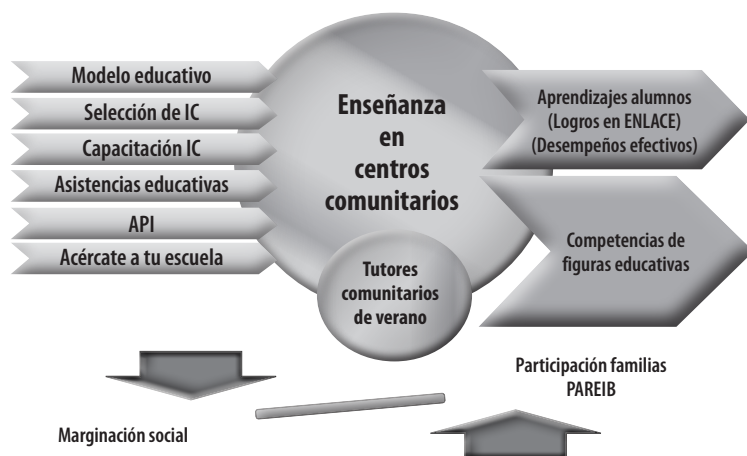 Modelo educativo
Selección de IC
Capacitación IC
Asistencias educativas
API
Acércate a tu escuela
Enseñanza
en
centros
comunitarios
Tutores
comunitarios
de verano
Aprendizajes alumnos
(Logros en ENLACE)
(Desempeños efectivos)
Competencias de
figuras educativas
Participación familias
PAREIB
Marginación social